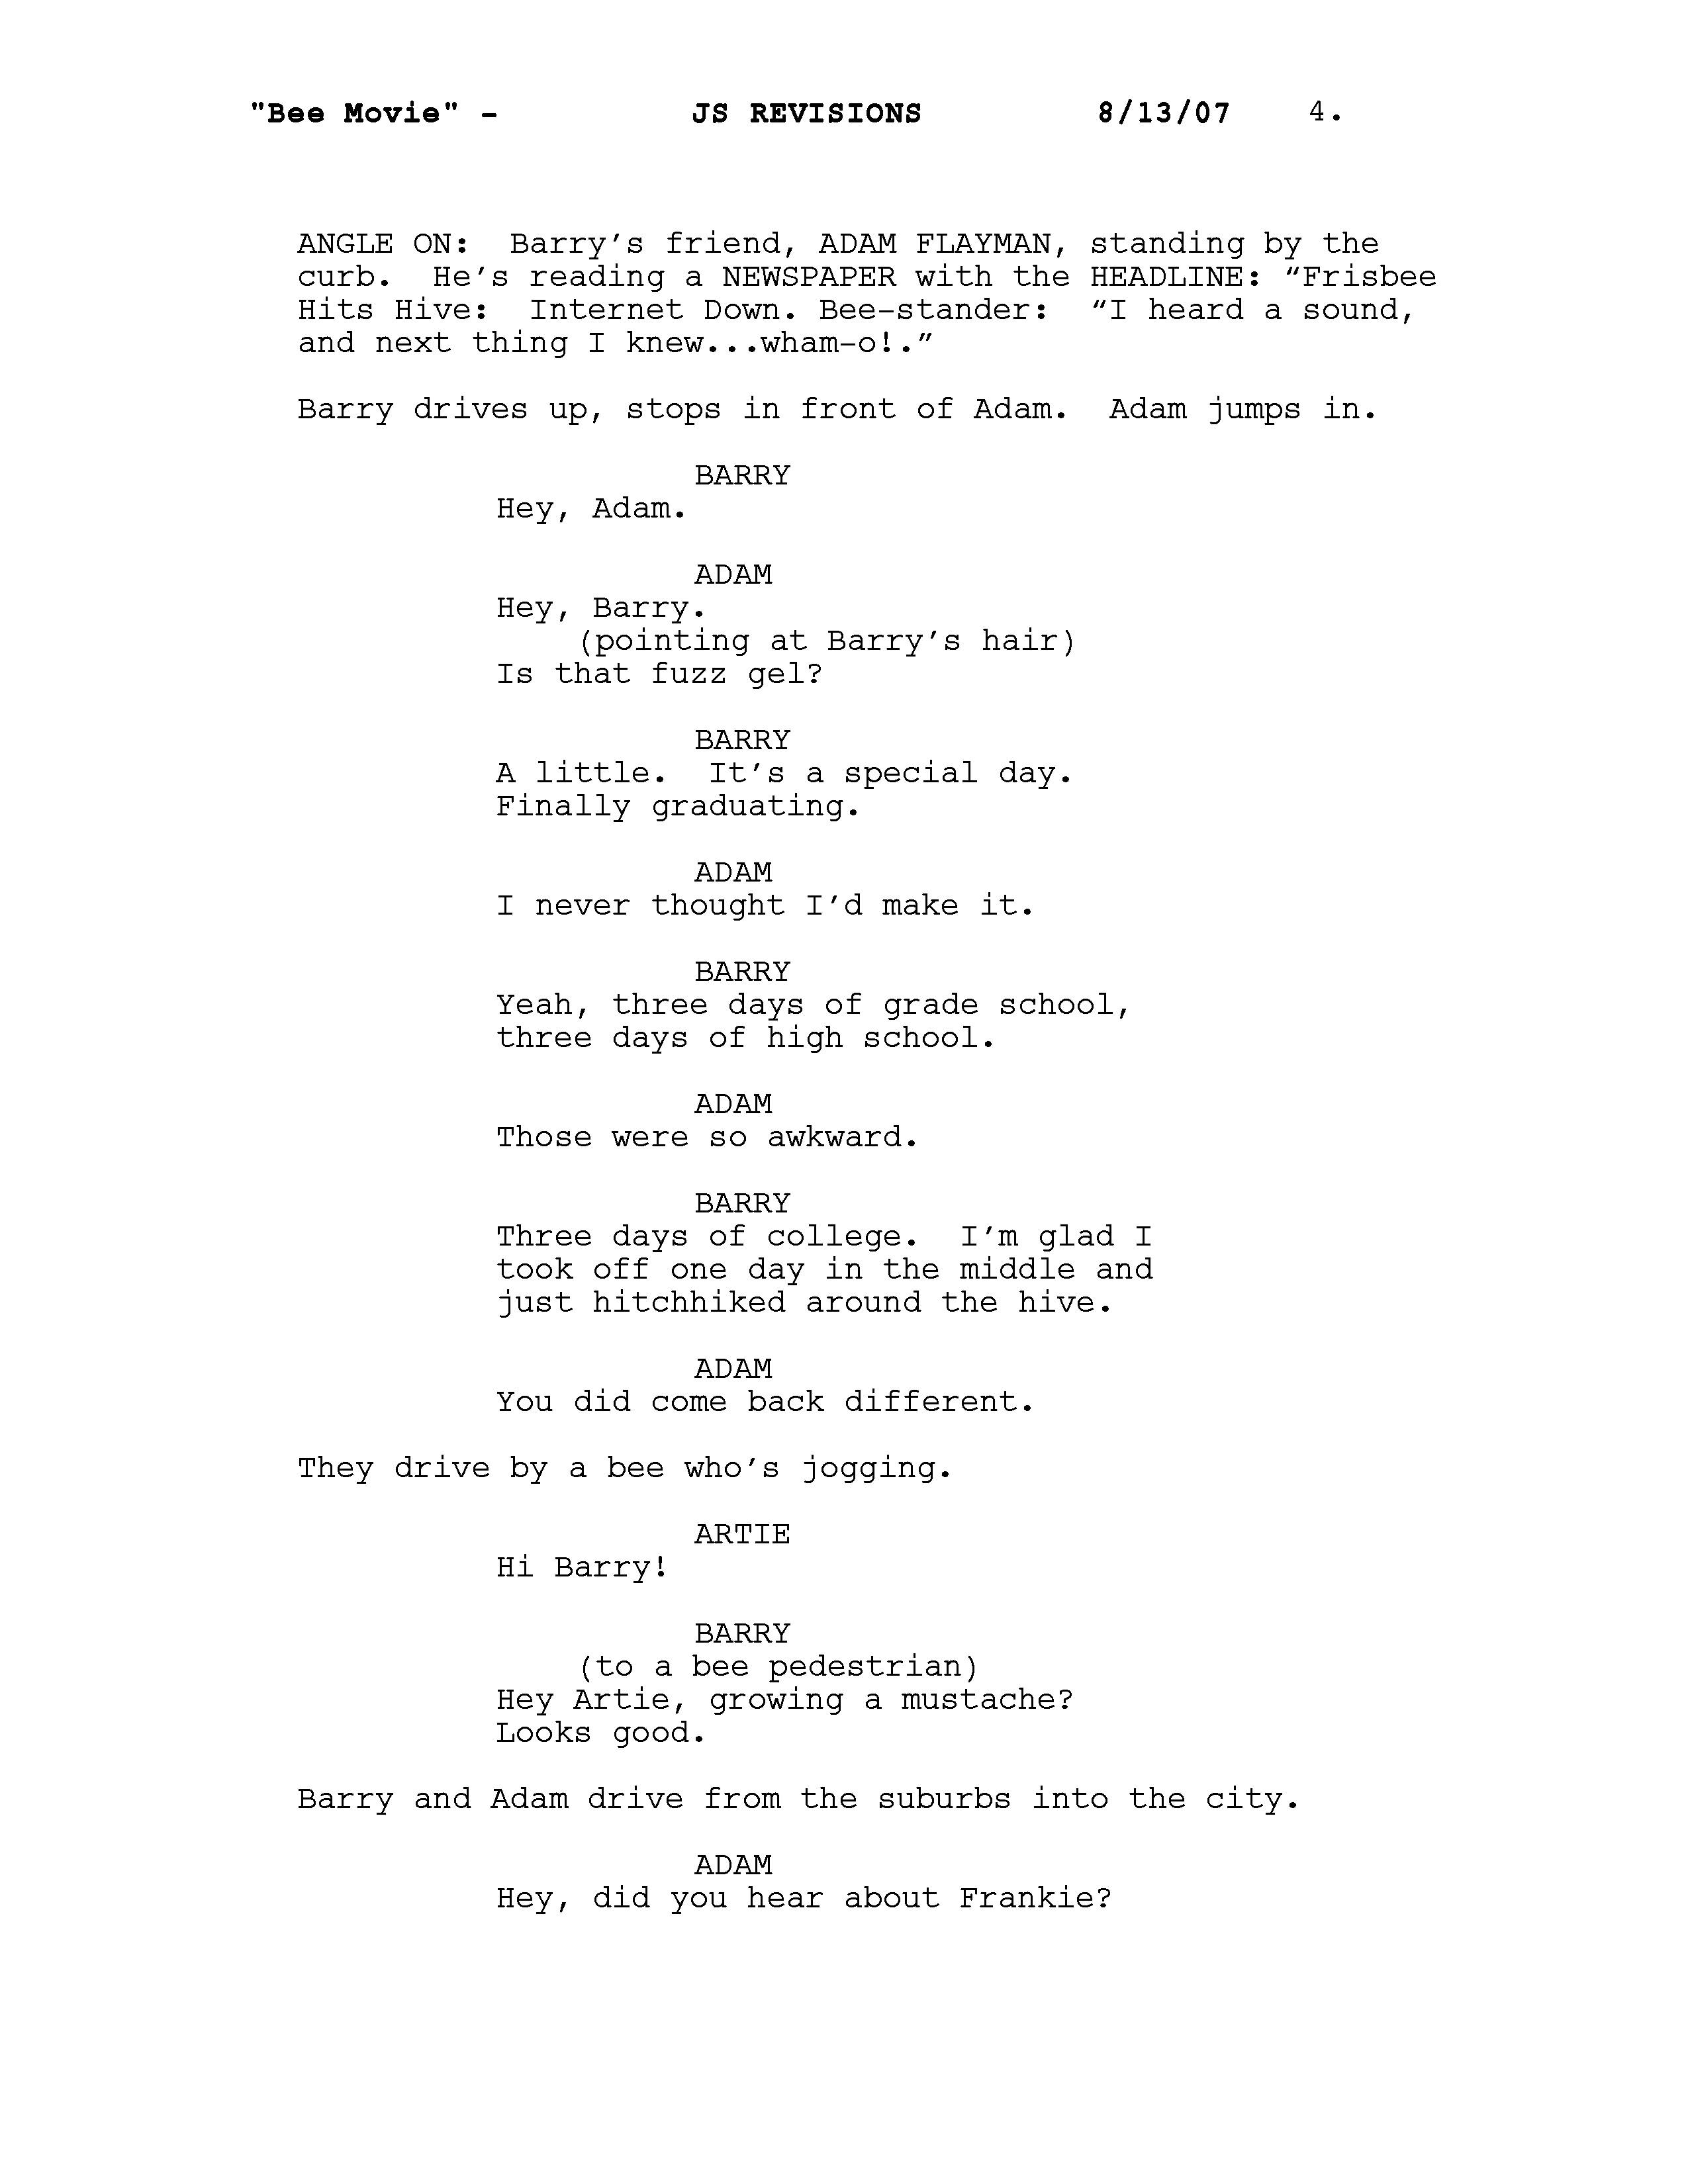 "Bee Movie" - JS REVISIONS 8/13/07 4.
ANGLE ON:  Barry’s friend, ADAM FLAYMAN, standing by the
curb.  He’s reading a NEWSPAPER with the HEADLINE: “Frisbee
Hits Hive:  Internet Down. Bee-stander:  “I heard a sound,
and next thing I knew...wham-o!.”
Barry drives up, stops in front of Adam.  Adam jumps in.
BARRY
Hey, Adam.
ADAM
Hey, Barry.
(pointing at Barry’s hair)
Is that fuzz gel?
BARRY
A little.  It’s a special day.
Finally graduating.
ADAM
I never thought I’d make it.
BARRY
Yeah, three days of grade school,
three days of high school.
ADAM
Those were so awkward.
BARRY
Three days of college.  I’m glad I
took off one day in the middle and
just hitchhiked around the hive.
ADAM
You did come back different.
They drive by a bee who’s jogging.
ARTIE
Hi Barry!
BARRY
(to a bee pedestrian)
Hey Artie, growing a mustache?
Looks good.
Barry and Adam drive from the suburbs into the city.
ADAM
Hey, did you hear about Frankie?